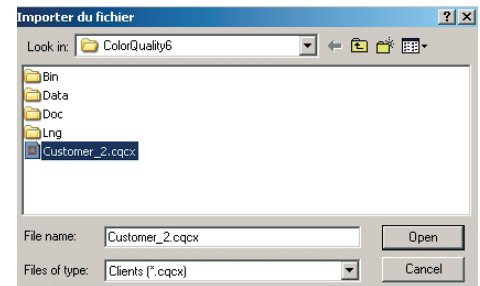 Importer du fichier
Look in: ColorQuality6
Bin
Data
Doc
Lng
Customer_2.cqcx
File name: Customer_2.cqcx Open
Files of type: Clients (*.cqcx) Cancel